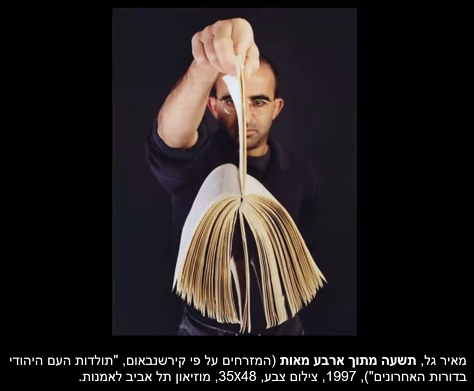 מאיר גל, תשעה מתוך ארבע מאות (המזרחים על פי קירשנבאום, "תולדות העם היהודי
בדורות האחרונים"), 1997, צילום צבע, 35X48, מוזיאון תל אביב לאמנות.